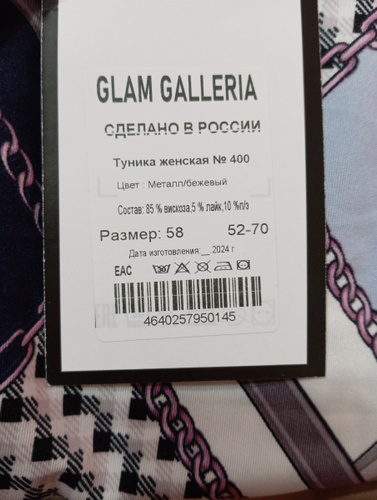 GLAM GALLERIA
СДЕЛАНО В РОССИИ
Туника женская № 400
Цвет : Металл/бежевый
Состав: 85 % вискоза,5 % лайк,10 %п/э
Размер: 58 52-70
Дата изготовления:__.2024 г
ЕАС
4640257950145